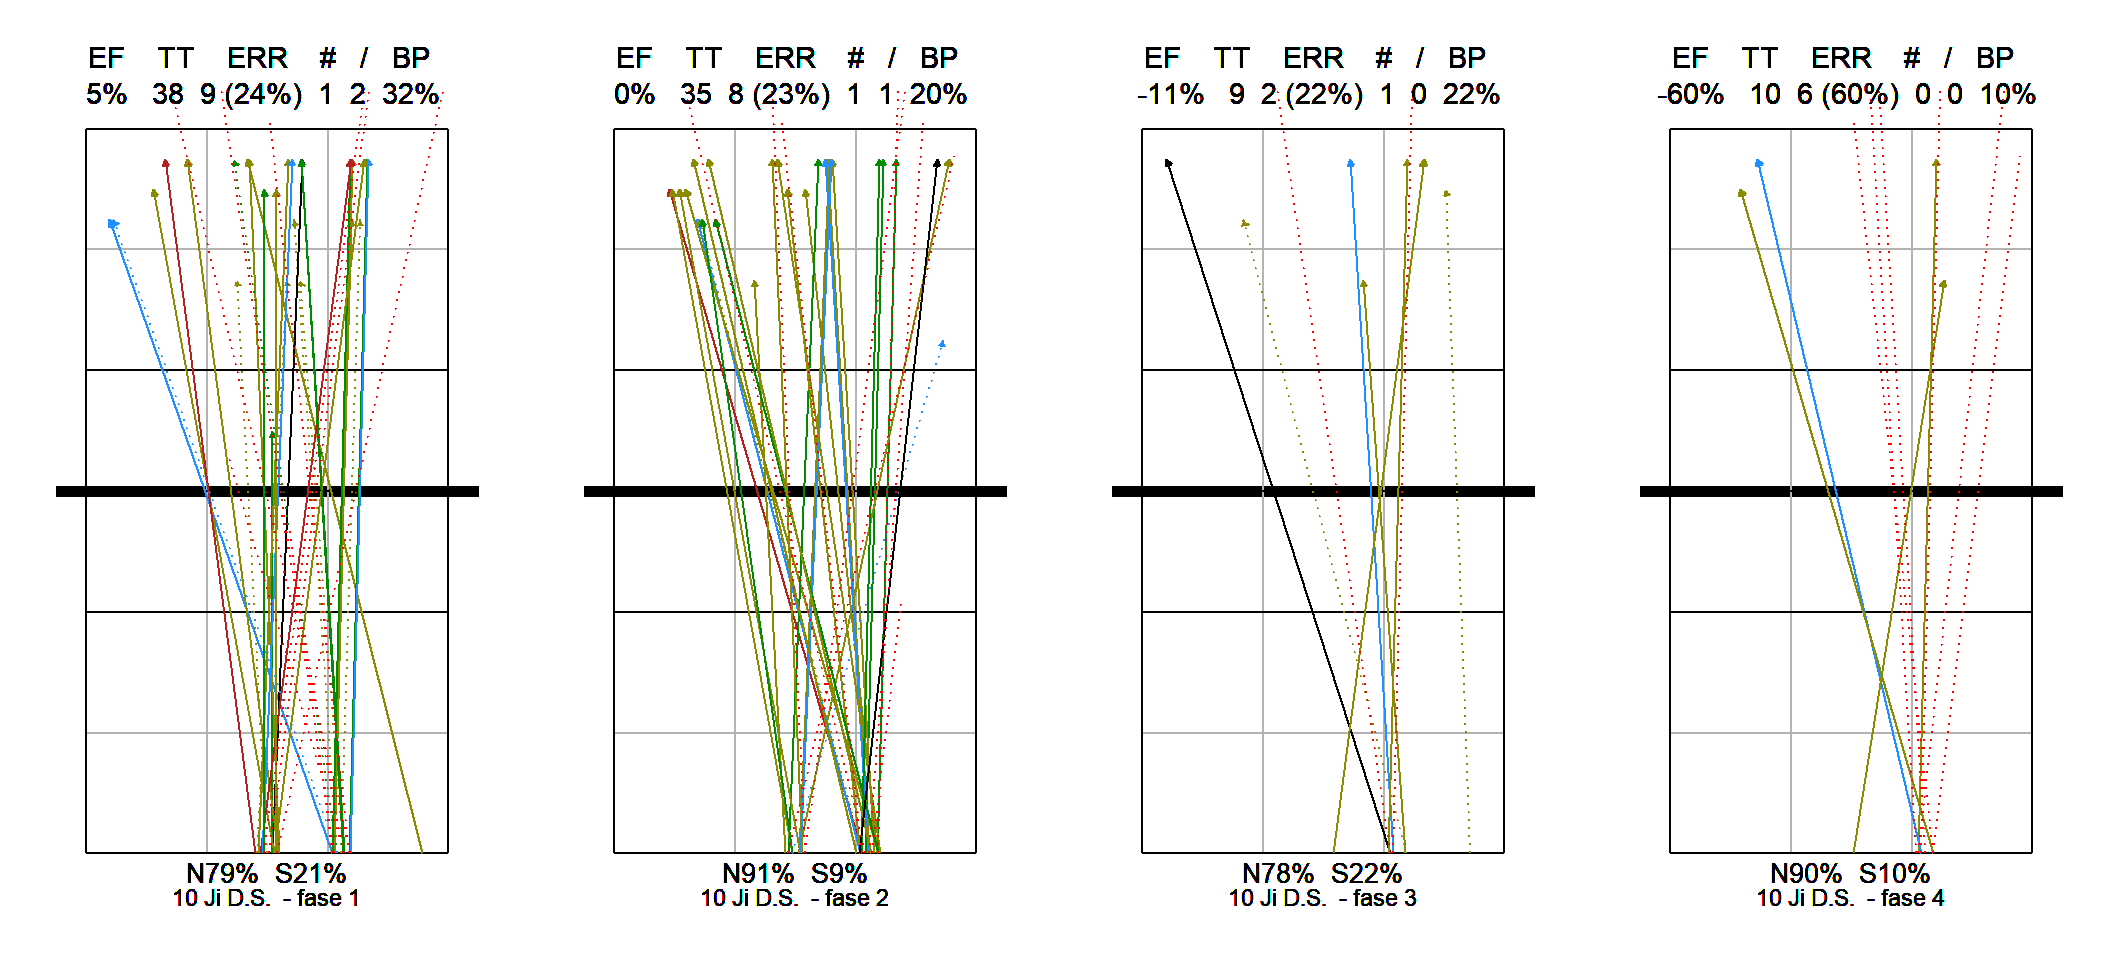 EF TT ERR # / BP
5% 38 9 (24%) 1 2 32%
N79% S21%
10 Ji D.S. - fase 1
EF TT ERR # / BP
0% 35 8 (23%) 1 1 20%
N91% S9%
10 Ji D.S. - fase 2
EF TT ERR # / BP
-11% 9 2 (22%) 1 0 22%
N78% S22%
10 Ji D.S. - fase 3
EF TT ERR # / BP
-60% 10 6 (60%) 0 0 10%
N90% S10%
10 Ji D.S. - fase 4